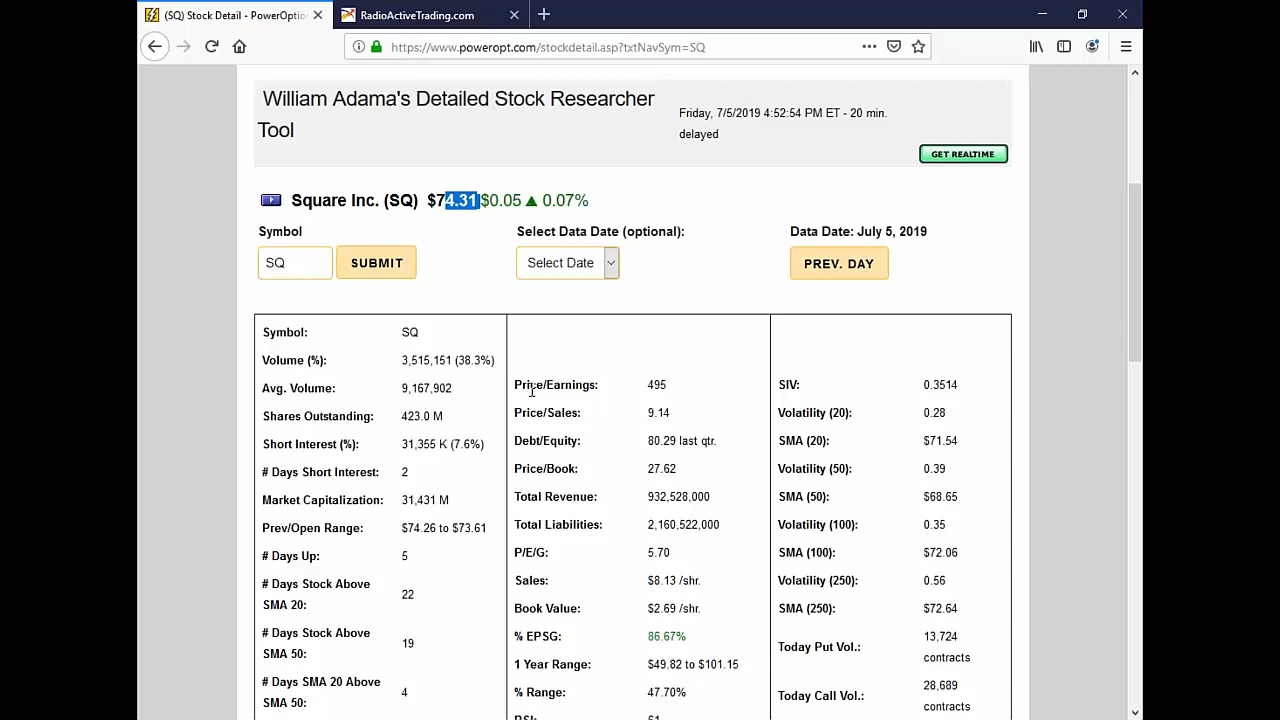 (SQ) Stock Detail - PowerOptio
RadioActiveTrading.com
https://www.poweropt.com/stockdetail.asp?txtNavSym=SQ
William Adama's Detailed Stock Researcher
Tool
Friday, 7/5/2019 4:52:54 PM ET - 20 min.
delayed
GET REALTIME
Square Inc. (SQ) $74.31 $0.05 ▲ 0.07%
Symbol
SQ
SUBMIT
Select Data Date (optional):
Select Date
Data Date: July 5, 2019
PREV. DAY
Symbol: SQ
Volume (%): 3,515,151 (38.3%)
Avg. Volume: 9,167,902
Shares Outstanding: 423.0 M
Short Interest (%): 31,355 K (7.6%)
# Days Short Interest: 2
Market Capitalization: 31,431 M
Prev/Open Range: $74.26 to $73.61
# Days Up: 5
# Days Stock Above
SMA 20: 22
# Days Stock Above
SMA 50: 19
# Days SMA 20 Above
SMA 50: 4
Price/Earnings: 495
Price/Sales: 9.14
Debt/Equity: 80.29 last qtr.
Price/Book: 27.62
Total Revenue: 932,528,000
Total Liabilities: 2,160,522,000
P/E/G: 5.70
Sales: $8.13 /shr.
Book Value: $2.69 /shr.
% EPSG: 86.67%
1 Year Range: $49.82 to $101.15
% Range: 47.70%
RSI: 61
SIV: 0.3514
Volatility (20): 0.28
SMA (20): $71.54
Volatility (50): 0.39
SMA (50): $68.65
Volatility (100): 0.35
SMA (100): $72.06
Volatility (250): 0.56
SMA (250): $72.64
Today Put Vol.: 13,724
contracts
Today Call Vol.: 28,689
contracts